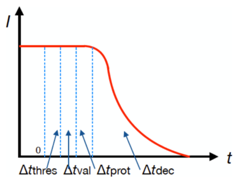 I
0
t
Δtthres Δtval Δtprot Δtdec